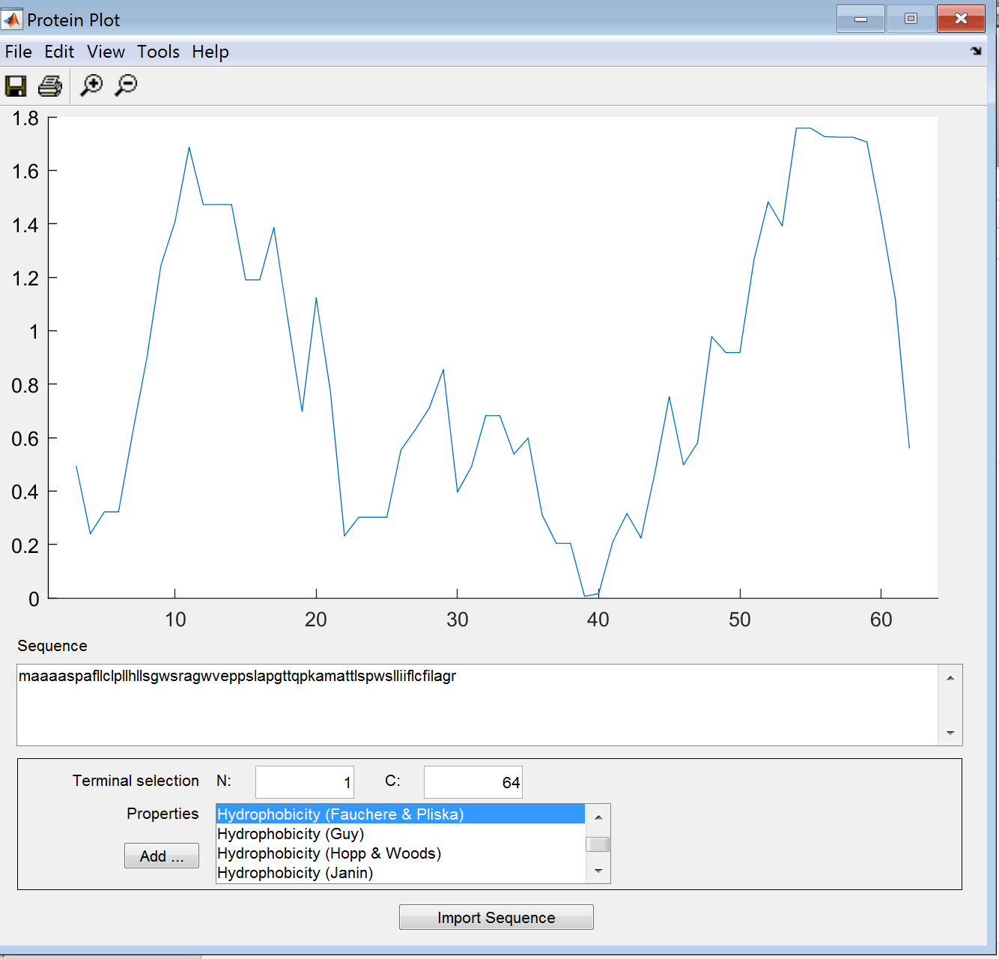 Protein Plot
File Edit View Tools Help
1.8
1.6
1.4
1.2
1
0.8
0.6
0.4
0.2
0
10 20 30 40 50 60
Sequence
maaaaspafllclpllhllsgwsragwveppslapgttqpkamattlspwslliiflcfilagr
Terminal selection N: 1 C: 64
Properties
Hydrophobicity (Fauchere & Pliska)
Hydrophobicity (Guy)
Add ...
Hydrophobicity (Hopp & Woods)
Hydrophobicity (Janin)
Import Sequence